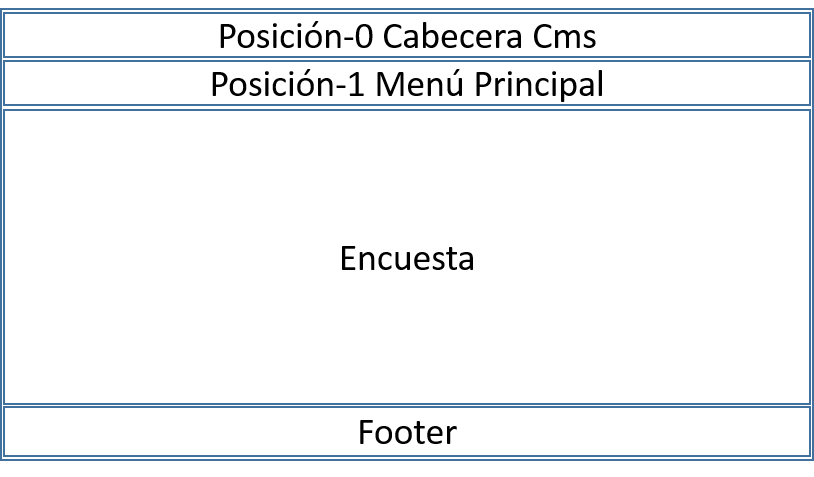 Posición-0 Cabecera Cms
Posición-1 Menú Principal
Encuesta
Footer